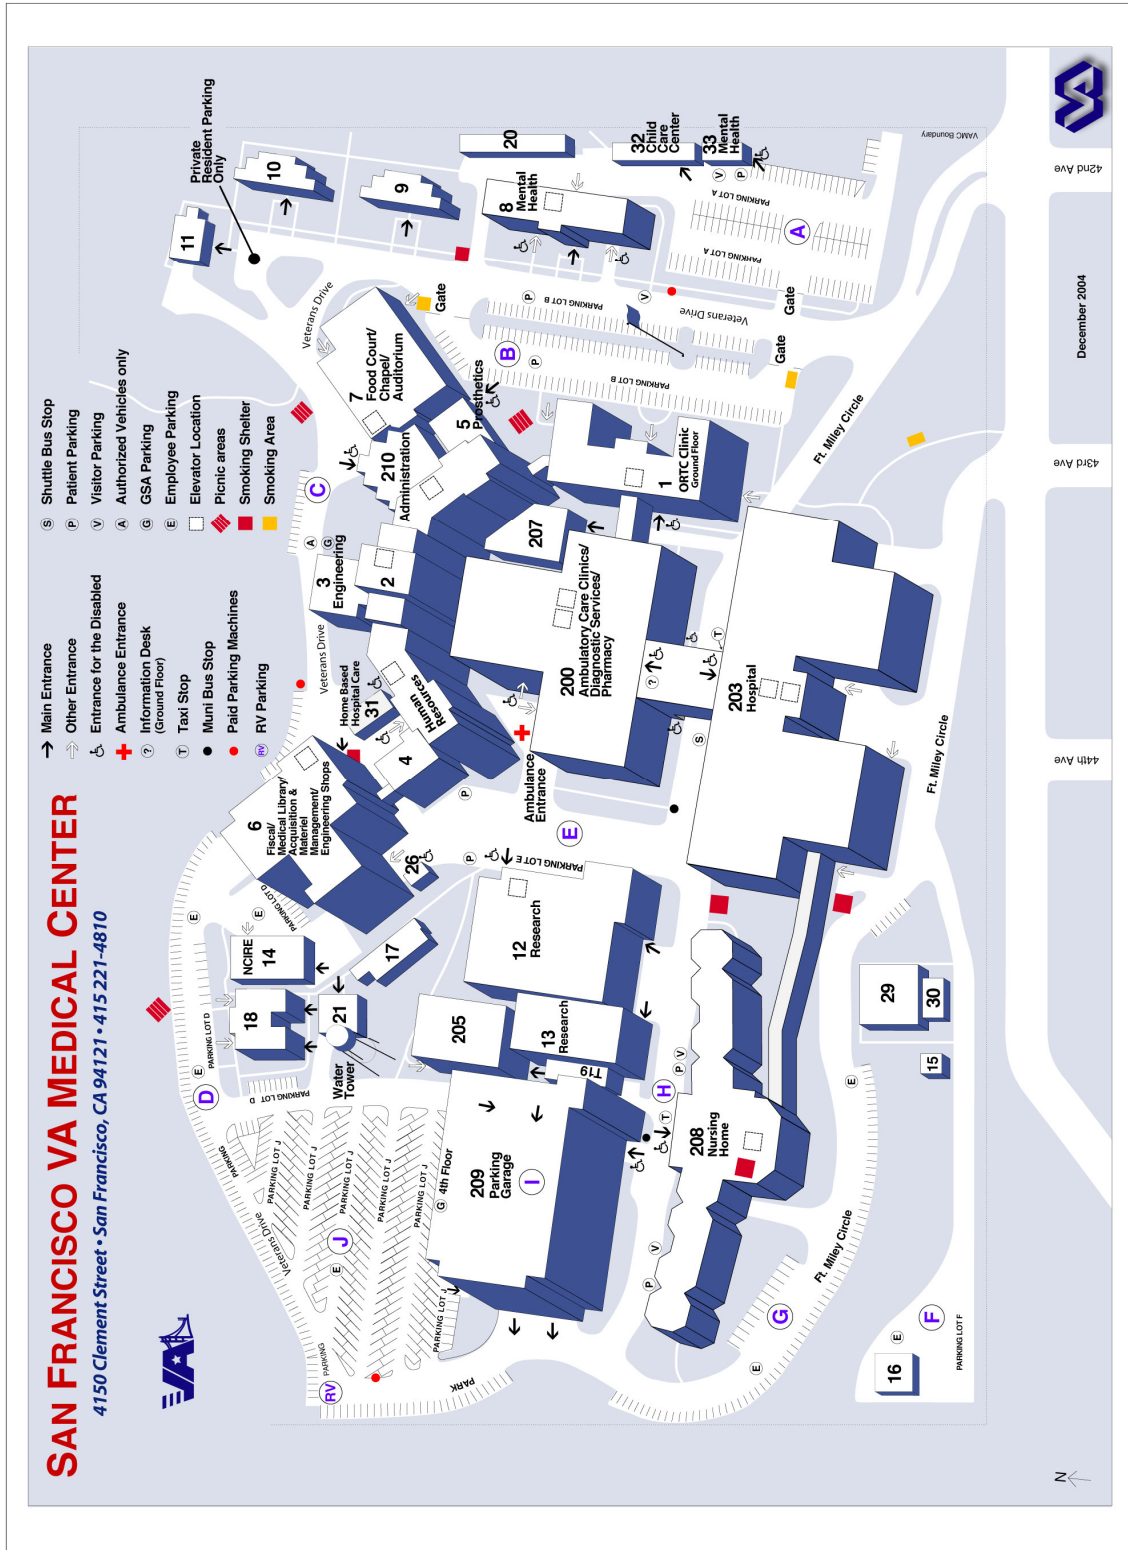 SAN FRANCISCO VA MEDICAL CENTER
4150 Clement Street • San Francisco, CA 94121 • 415 221-4810
VA
Main Entrance
Other Entrance
Entrance for the Disabled
Ambulance Entrance
? Information Desk
(Ground Floor)
T Taxi Stop
Muni Bus Stop
Paid Parking Machines
RV RV Parking
S Shuttle Bus Stop
P Patient Parking
V Visitor Parking
A Authorized Vehicles only
G GSA Parking
E Employee Parking
Elevator Location
Picnic areas
Smoking Shelter
Smoking Area
Private
Resident Parking
Only
11
10
9
20
32
Child
Care
Center
33
Mental
Health
8
Mental
Health
V
P
PARKING LOT A
A
PARKING LOT A
VAMC Boundary
Veterans Drive
7
Food Court/
Chapel/
Auditorium
Gate
P
PARKING LOT B
V
Veterans Drive
Gate
Gate
B
P
PARKING LOT B
5
Prosthetics
210
Administration
C
A
G
3
Engineering
2
207
1
ORTC Clinic
Ground Floor
Ft. Miley Circle
Veterans Drive
Home Based
Hospital Care
31
Human
Resources
4
P
200
Ambulatory Care Clinics/
Diagnostic Services/
Pharmacy
Ambulance
Entrance
?
T
S
203
Hospital
Ft. Miley Circle
6
Fiscal/
Medical Library/
Acquisition &
Materiel
Management/
Engineering Shops
26
P
E
PARKING LOT E
E
E
PARKING LOT D
NCIRE
14
17
18
21
Water
Tower
PARKING LOT D
E
D
PARKING LOT D
12
Research
13
Research
205
T19
H
P
V
T
208
Nursing
Home
29
30
15
E
PARKING
PARKING LOT J
PARKING LOT J
PARKING LOT J
PARKING LOT J
PARKING LOT J
PARKING LOT J
J
E
Veterans Drive
G 4th Floor
209
Parking
Garage
I
PARKING
RV
PARK
P
V
G
E
Ft. Miley Circle
16
E
F
PARKING LOT F
42nd Ave
43rd Ave
44th Ave
December 2004
N